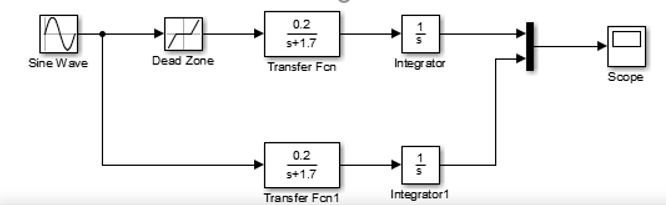 0.2
s+1.7
1
s
Sine Wave
Dead Zone
Transfer Fcn
Integrator
Scope
0.2
s+1.7
1
s
Transfer Fcn1
Integrator1